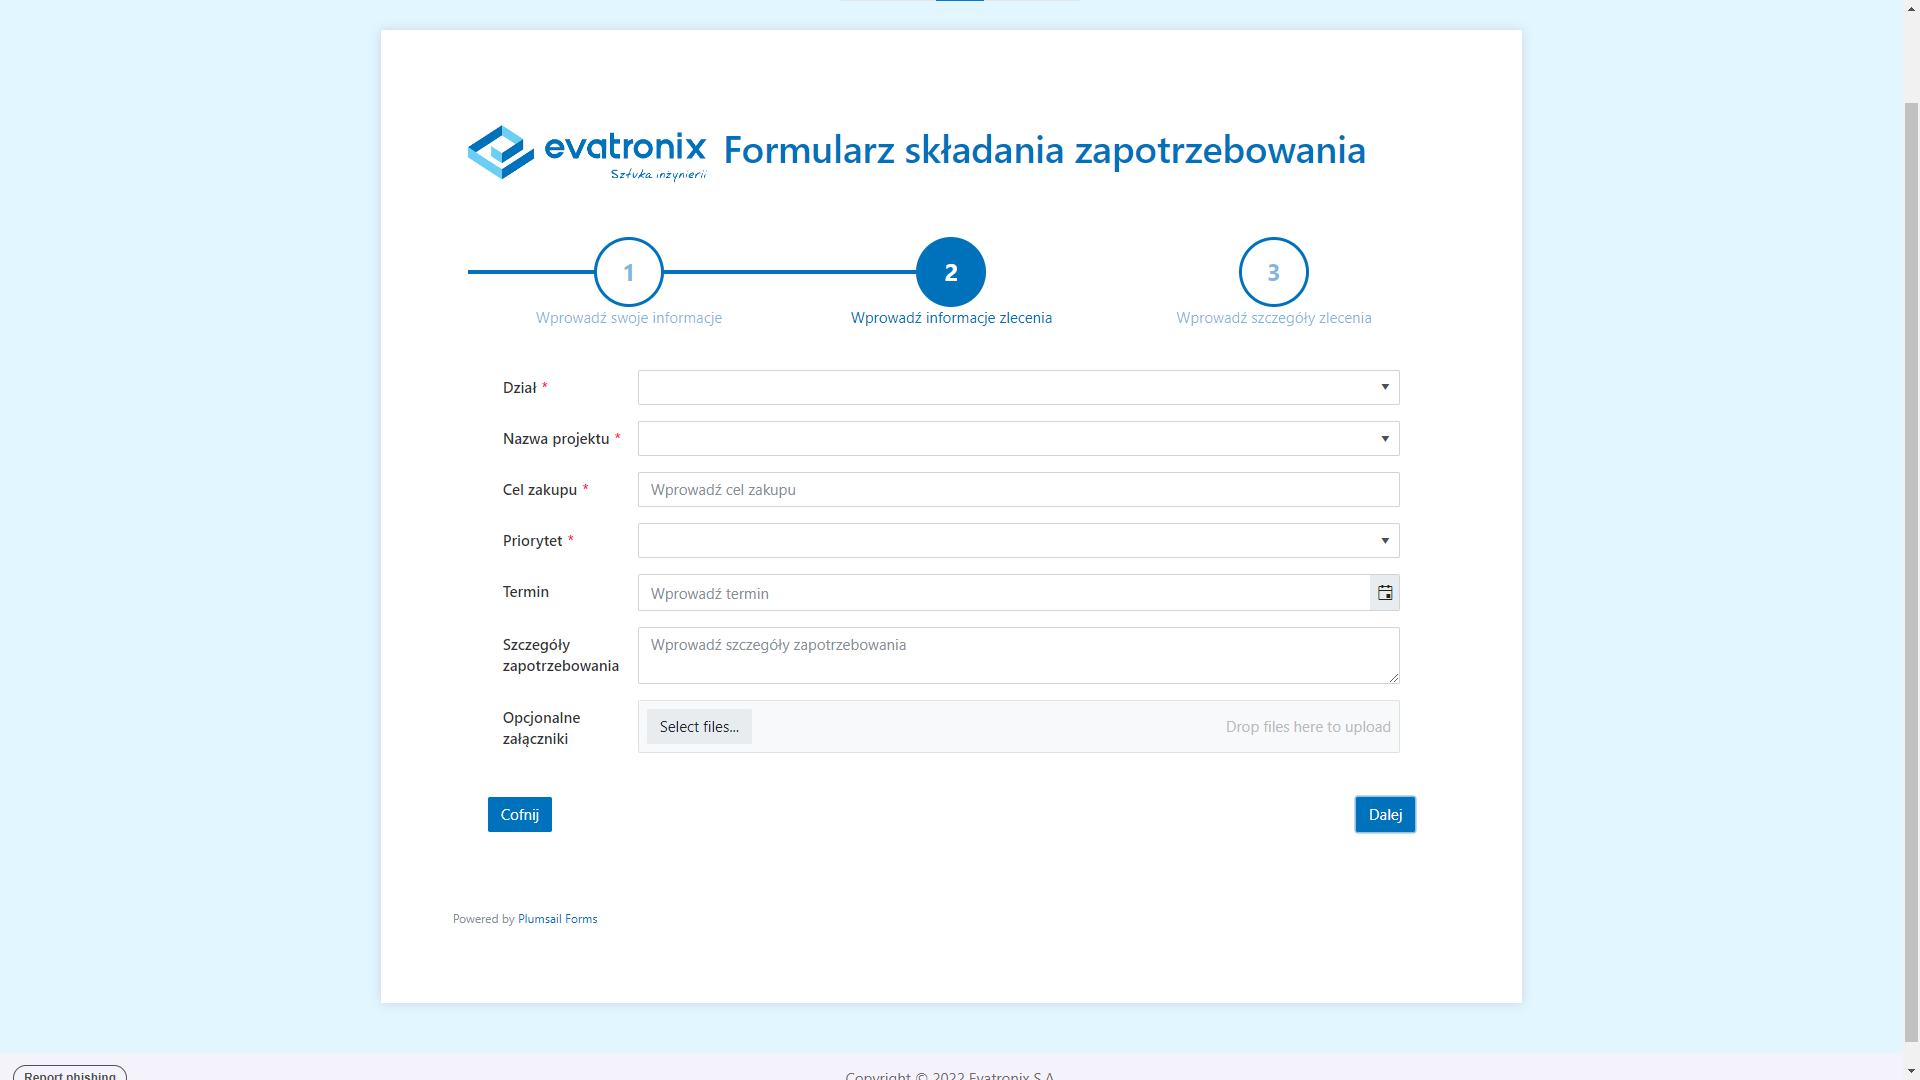 evatronix
Sztuka inżynierii
Formularz składania zapotrzebowania
1
2
3
Wprowadź swoje informacje
Wprowadź informacje zlecenia
Wprowadź szczegóły zlecenia
Dział *
Nazwa projektu *
Cel zakupu *
Wprowadź cel zakupu
Priorytet *
Termin
Wprowadź termin
Szczegóły
zapotrzebowania
Wprowadź szczegóły zapotrzebowania
Opcjonalne
załączniki
Select files...
Drop files here to upload
Cofnij
Dalej
Powered by Plumsail Forms
Report phishing
Copyright © 2022 Evatronix S.A.